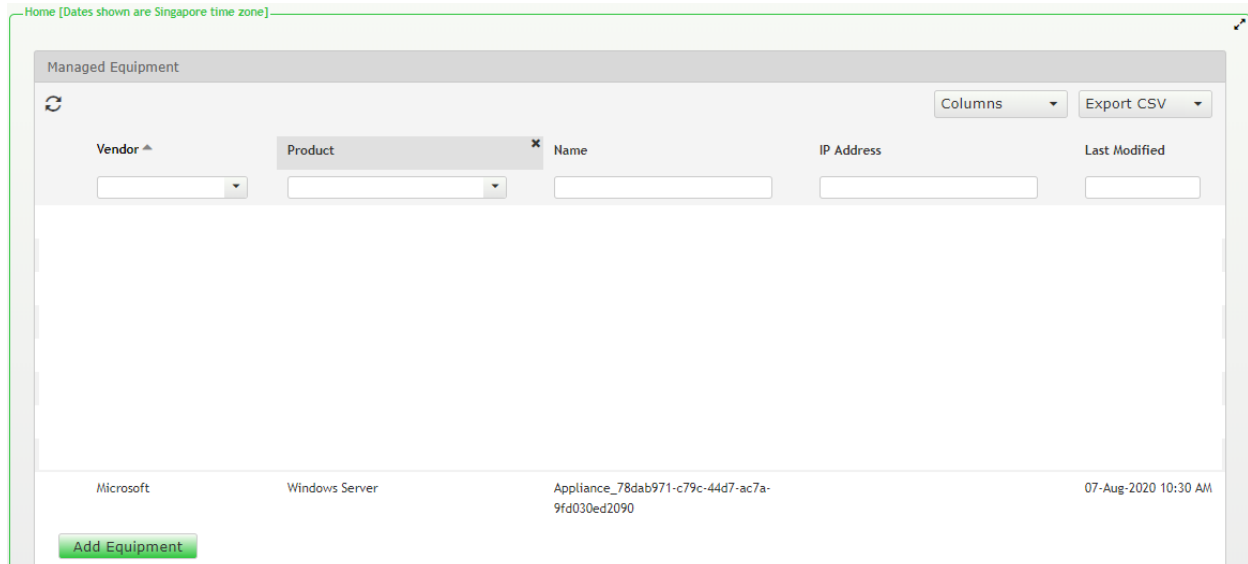 Home [Dates shown are Singapore time zone]
Managed Equipment
Columns Export CSV
Vendor Product Name IP Address Last Modified
Microsoft Windows Server Appliance_78dab971-c79c-44d7-ac7a- 07-Aug-2020 10:30 AM
9fd030ed2090
Add Equipment